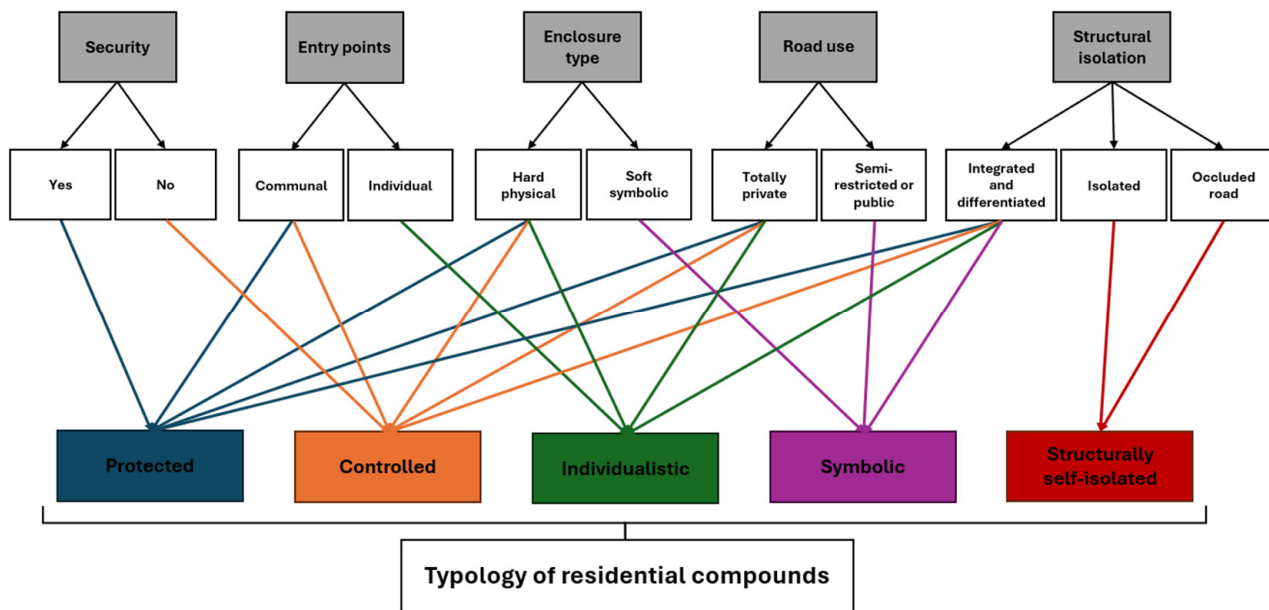 Security
Entry points
Enclosure
type
Road use
Structural
isolation
Yes
No
Communal
Individual
Hard
physical
Soft
symbolic
Totally
private
Semi-
restricted or
public
Integrated
and
differentiated
Isolated
Occluded
road
Protected
Controlled
Individualistic
Symbolic
Structurally
self-isolated
Typology of residential compounds